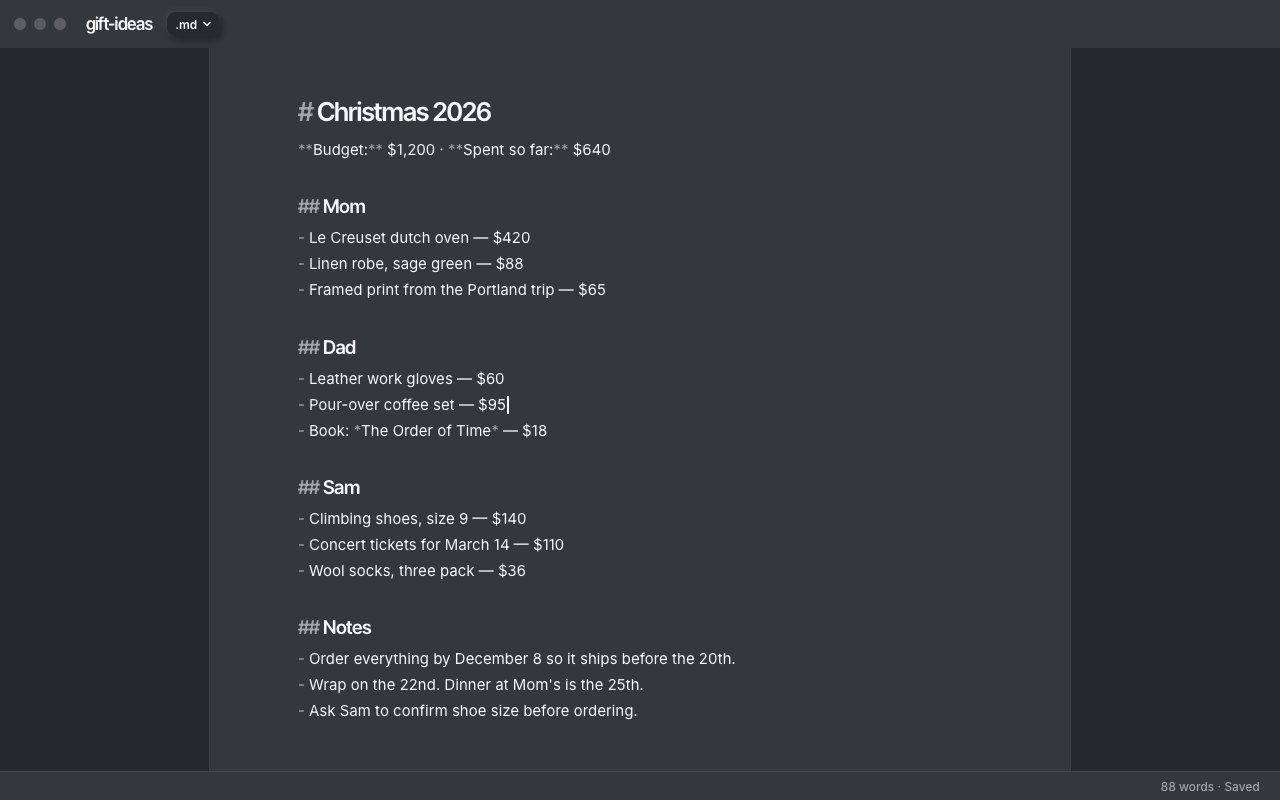 gift-ideas .md
# Christmas 2026
**Budget:** $1,200 · **Spent so far:** $640
## Mom
- Le Creuset dutch oven — $420
- Linen robe, sage green — $88
- Framed print from the Portland trip — $65
## Dad
- Leather work gloves — $60
- Pour-over coffee set — $95
- Book: *The Order of Time* — $18
## Sam
- Climbing shoes, size 9 — $140
- Concert tickets for March 14 — $110
- Wool socks, three pack — $36
## Notes
- Order everything by December 8 so it ships before the 20th.
- Wrap on the 22nd. Dinner at Mom's is the 25th.
- Ask Sam to confirm shoe size before ordering.
88 words · Saved